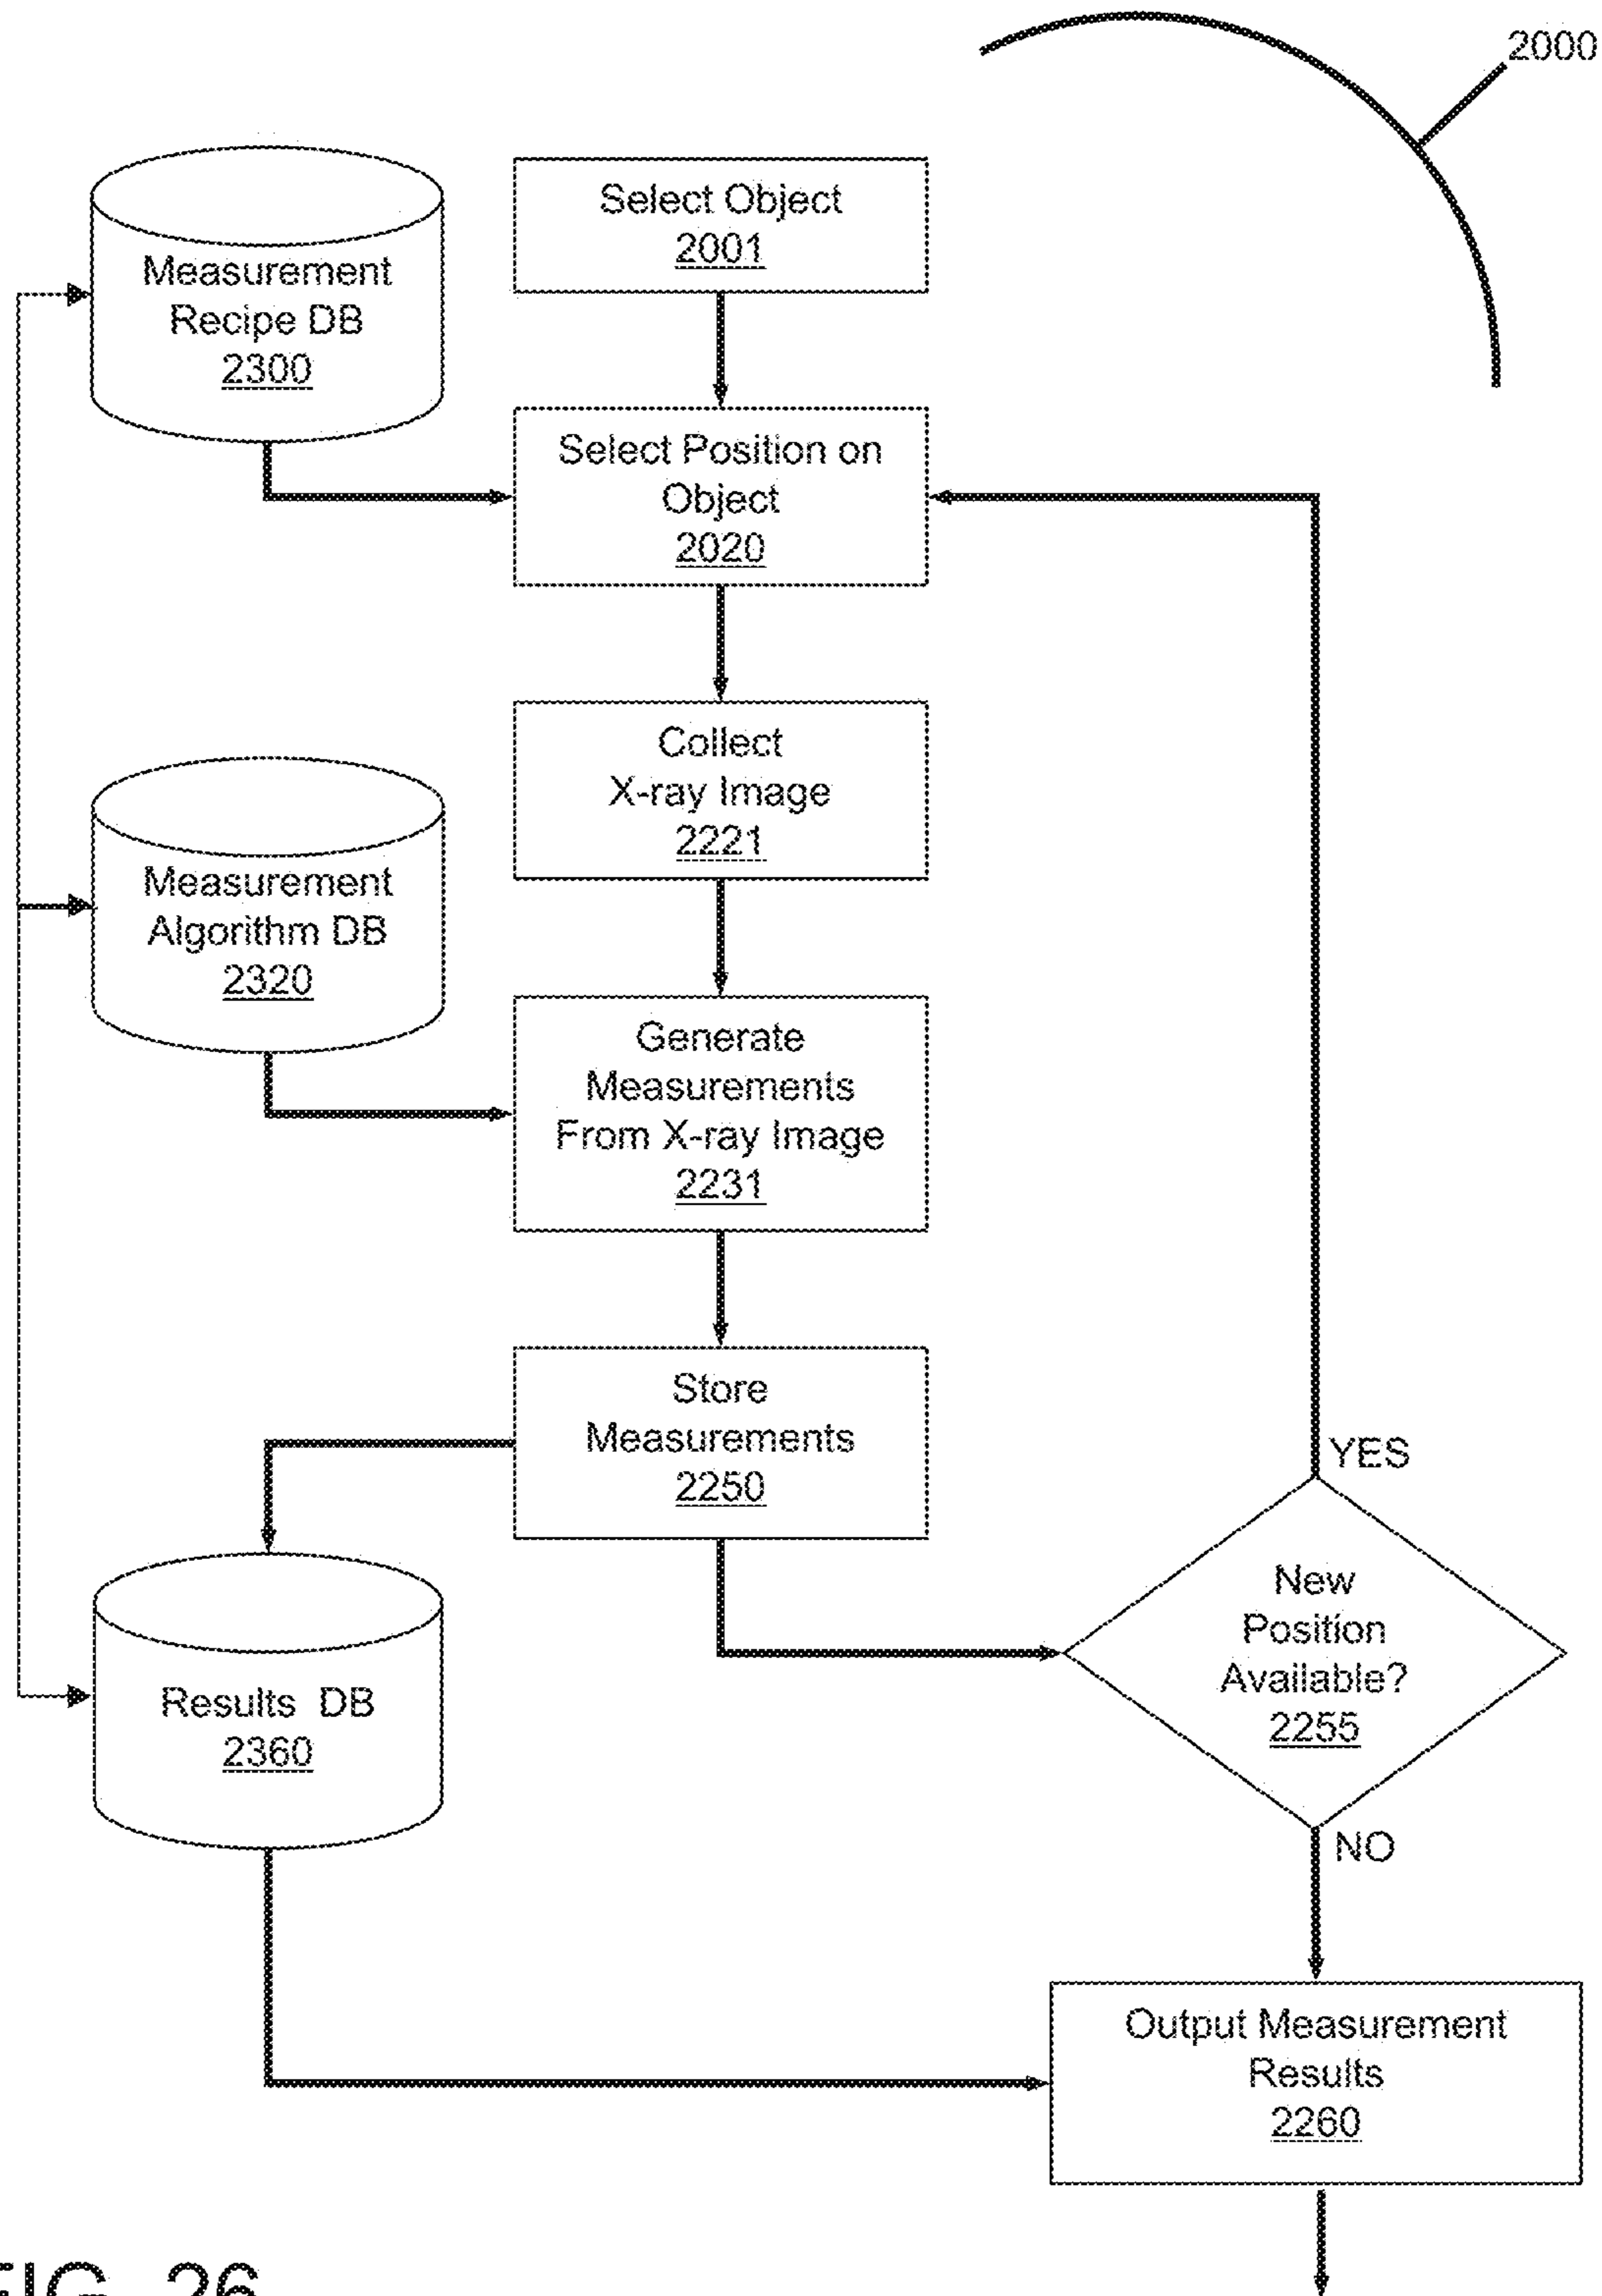 2000
Select Object
2001
Measurement
Recipe DB
2300
Select Position on
Object
2020
Collect
X-ray Image
2221
Measurement
Algorithm DB
2320
Generate
Measurements
From X-ray Image
2231
Store
Measurements
2250
YES
New
Position
Available?
2255
Results DB
2360
NO
Output Measurement
Results
2260
FIG. 26